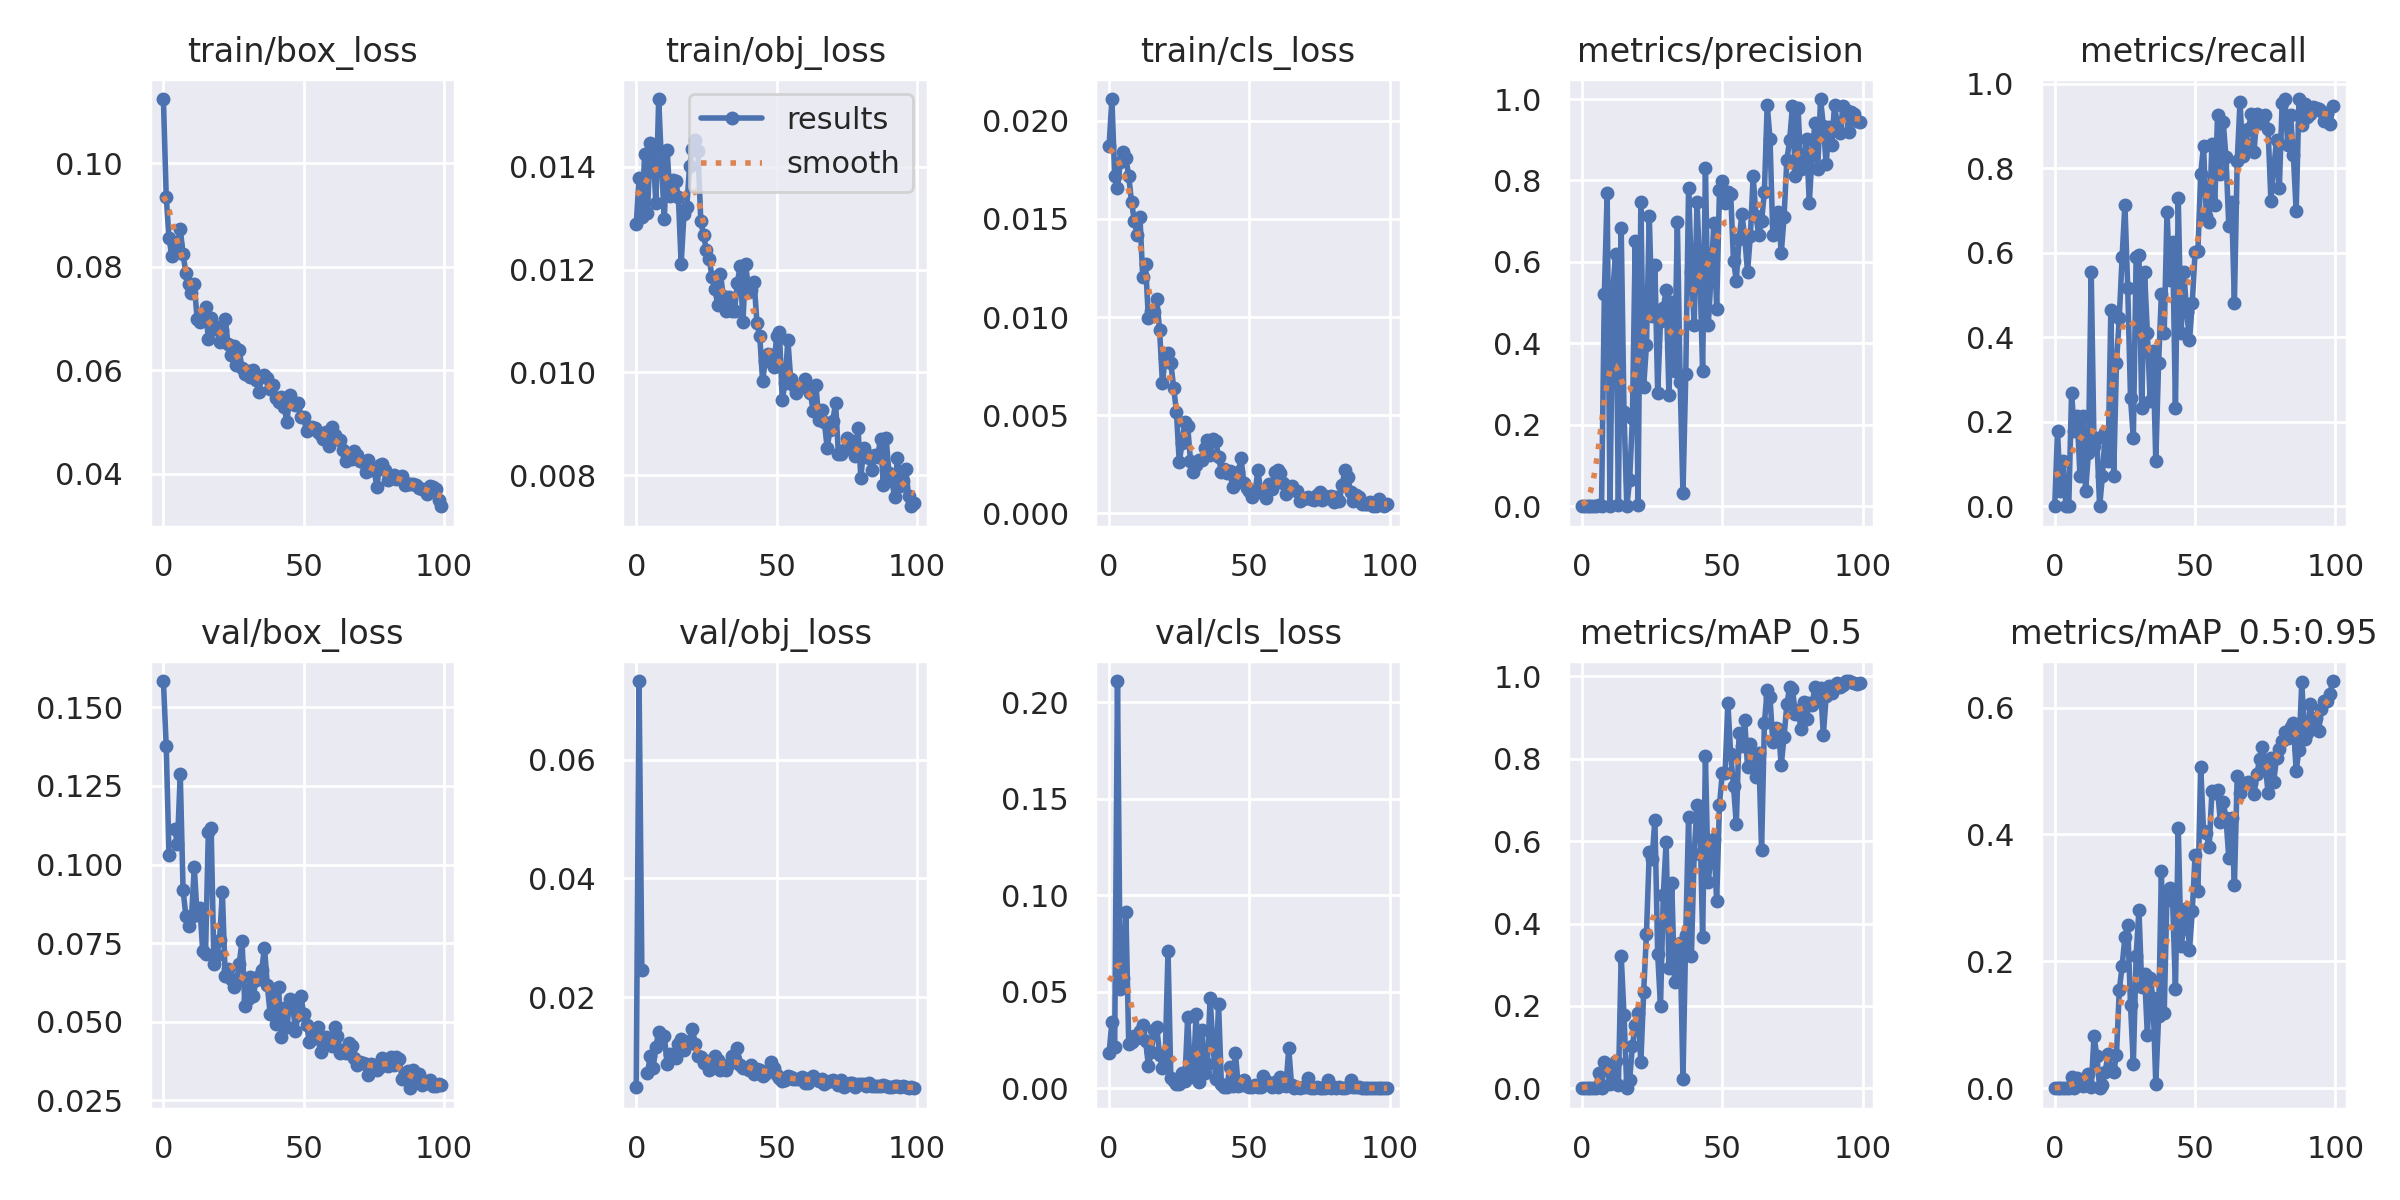 train/box_loss
0.10
0.08
0.06
0.04
0 50 100
train/obj_loss
results
smooth
0.014
0.012
0.010
0.008
0 50 100
train/cls_loss
0.020
0.015
0.010
0.005
0.000
0 50 100
metrics/precision
1.0
0.8
0.6
0.4
0.2
0.0
0 50 100
metrics/recall
1.0
0.8
0.6
0.4
0.2
0.0
0 50 100
val/box_loss
0.150
0.125
0.100
0.075
0.050
0.025
0 50 100
val/obj_loss
0.06
0.04
0.02
0 50 100
val/cls_loss
0.20
0.15
0.10
0.05
0.00
0 50 100
metrics/mAP_0.5
1.0
0.8
0.6
0.4
0.2
0.0
0 50 100
metrics/mAP_0.5:0.95
0.6
0.4
0.2
0.0
0 50 100